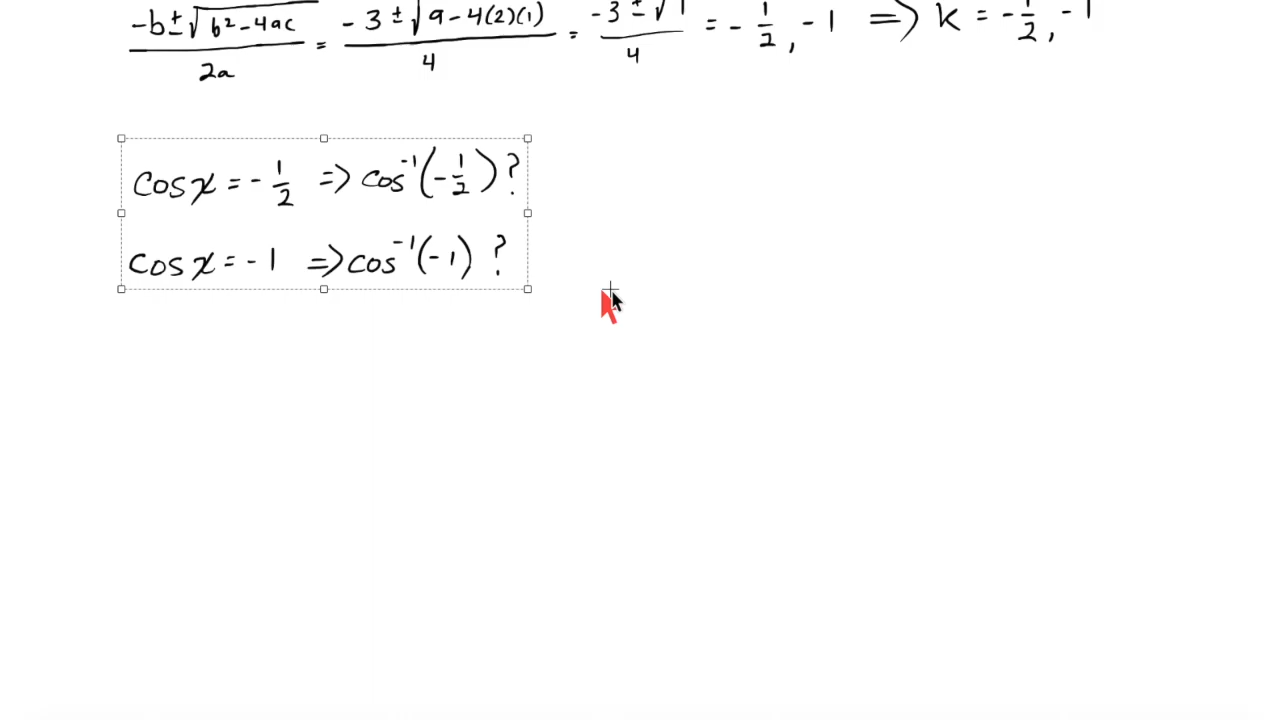 -b±√b²-4ac / 2a = -3±√9-4(2)(1) / 4 = -3±√1 / 4 = -1/2, -1 => k = -1/2, -1
cos x = -1/2 => cos⁻¹(-1/2)?
cos x = -1 => cos⁻¹(-1)?